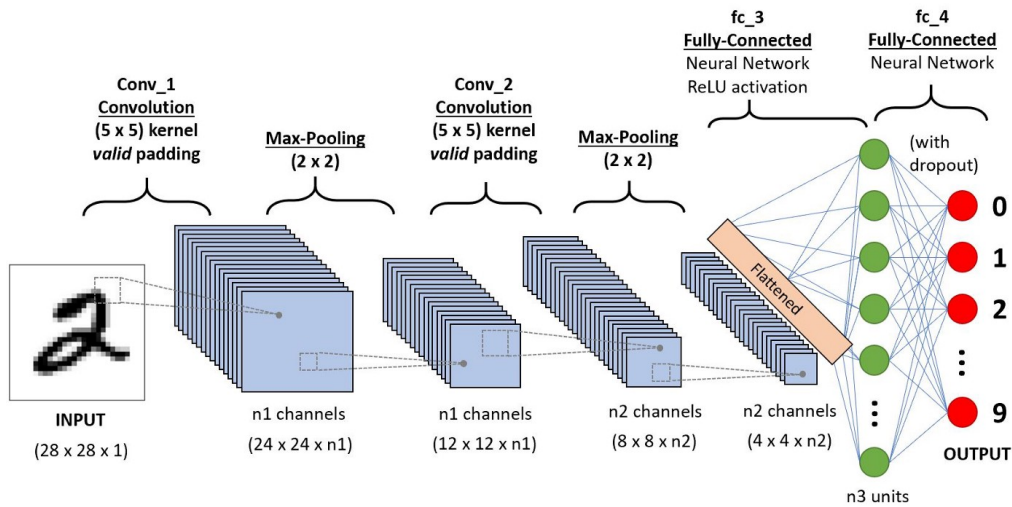 Conv_1
Convolution
(5 x 5) kernel
valid padding
Max-Pooling
(2 x 2)
Conv_2
Convolution
(5 x 5) kernel
valid padding
Max-Pooling
(2 x 2)
fc_3
Fully-Connected
Neural Network
ReLU activation
fc_4
Fully-Connected
Neural Network
(with
dropout)
2
INPUT
(28 x 28 x 1)
n1 channels
(24 x 24 x n1)
n1 channels
(12 x 12 x n1)
n2 channels
(8 x 8 x n2)
n2 channels
(4 x 4 x n2)
Flattened
n3 units
0
1
2
9
OUTPUT